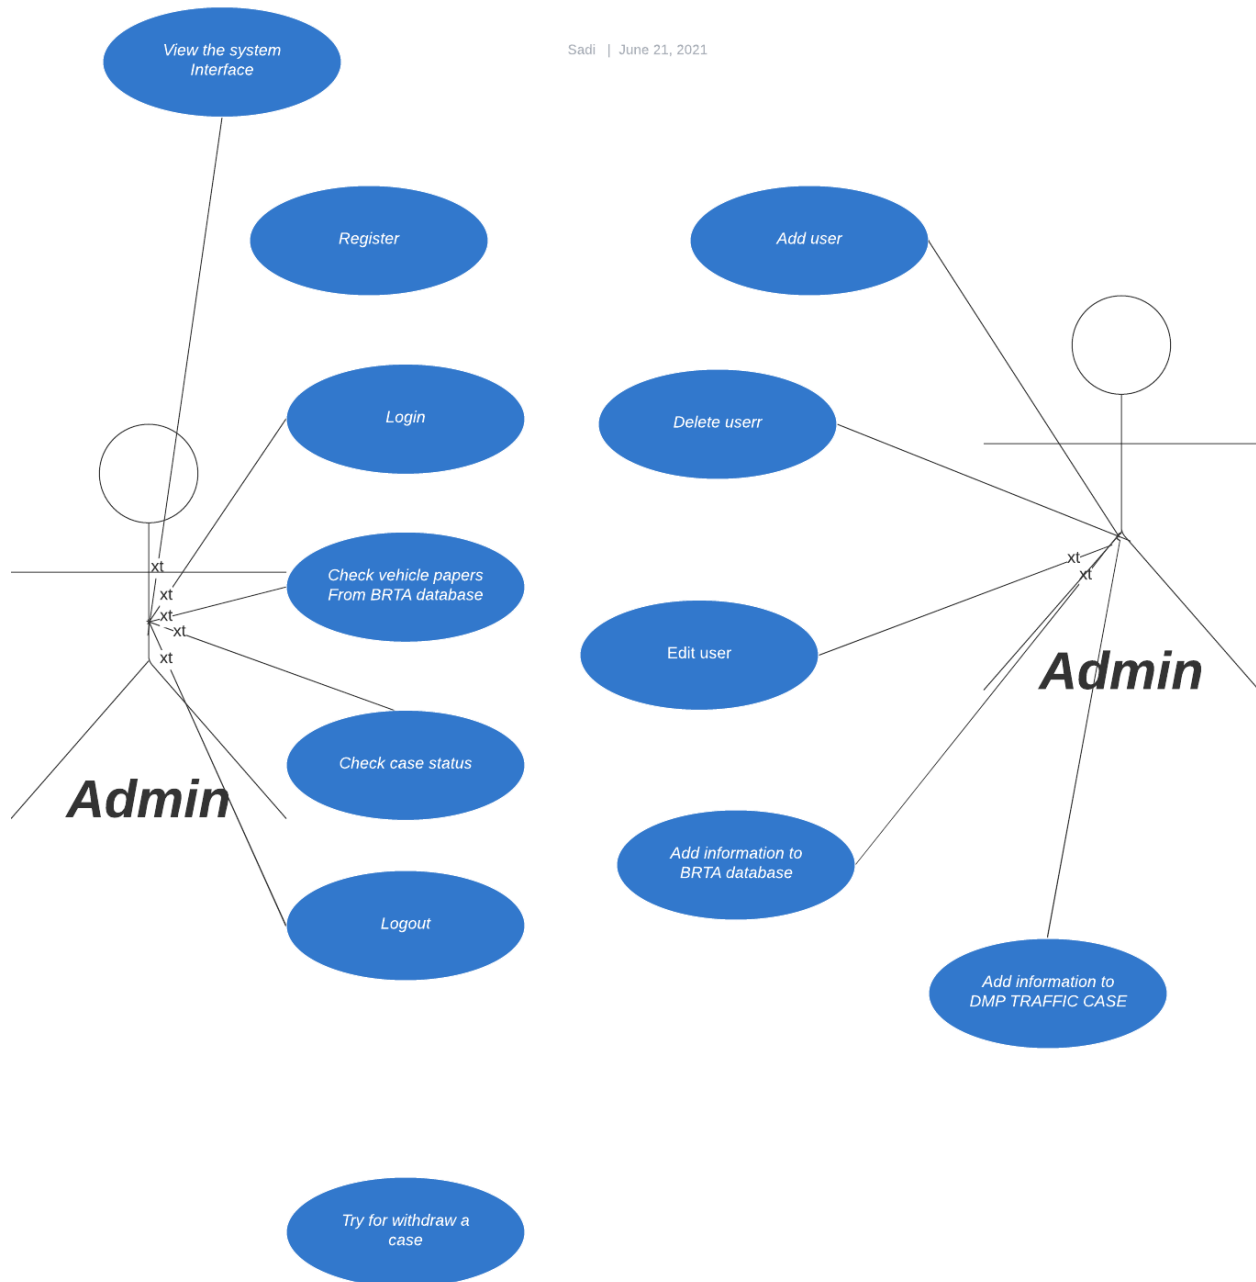 View the system
Interface
Sadi | June 21, 2021
Register
Add user
Login
Delete userr
Check vehicle papers
From BRTA database
xt
xt
xt
xt
xt
xt
xt
Edit user
Admin
Check case status
Admin
Add information to
BRTA database
Logout
Add information to
DMP TRAFFIC CASE
Try for withdraw a
case